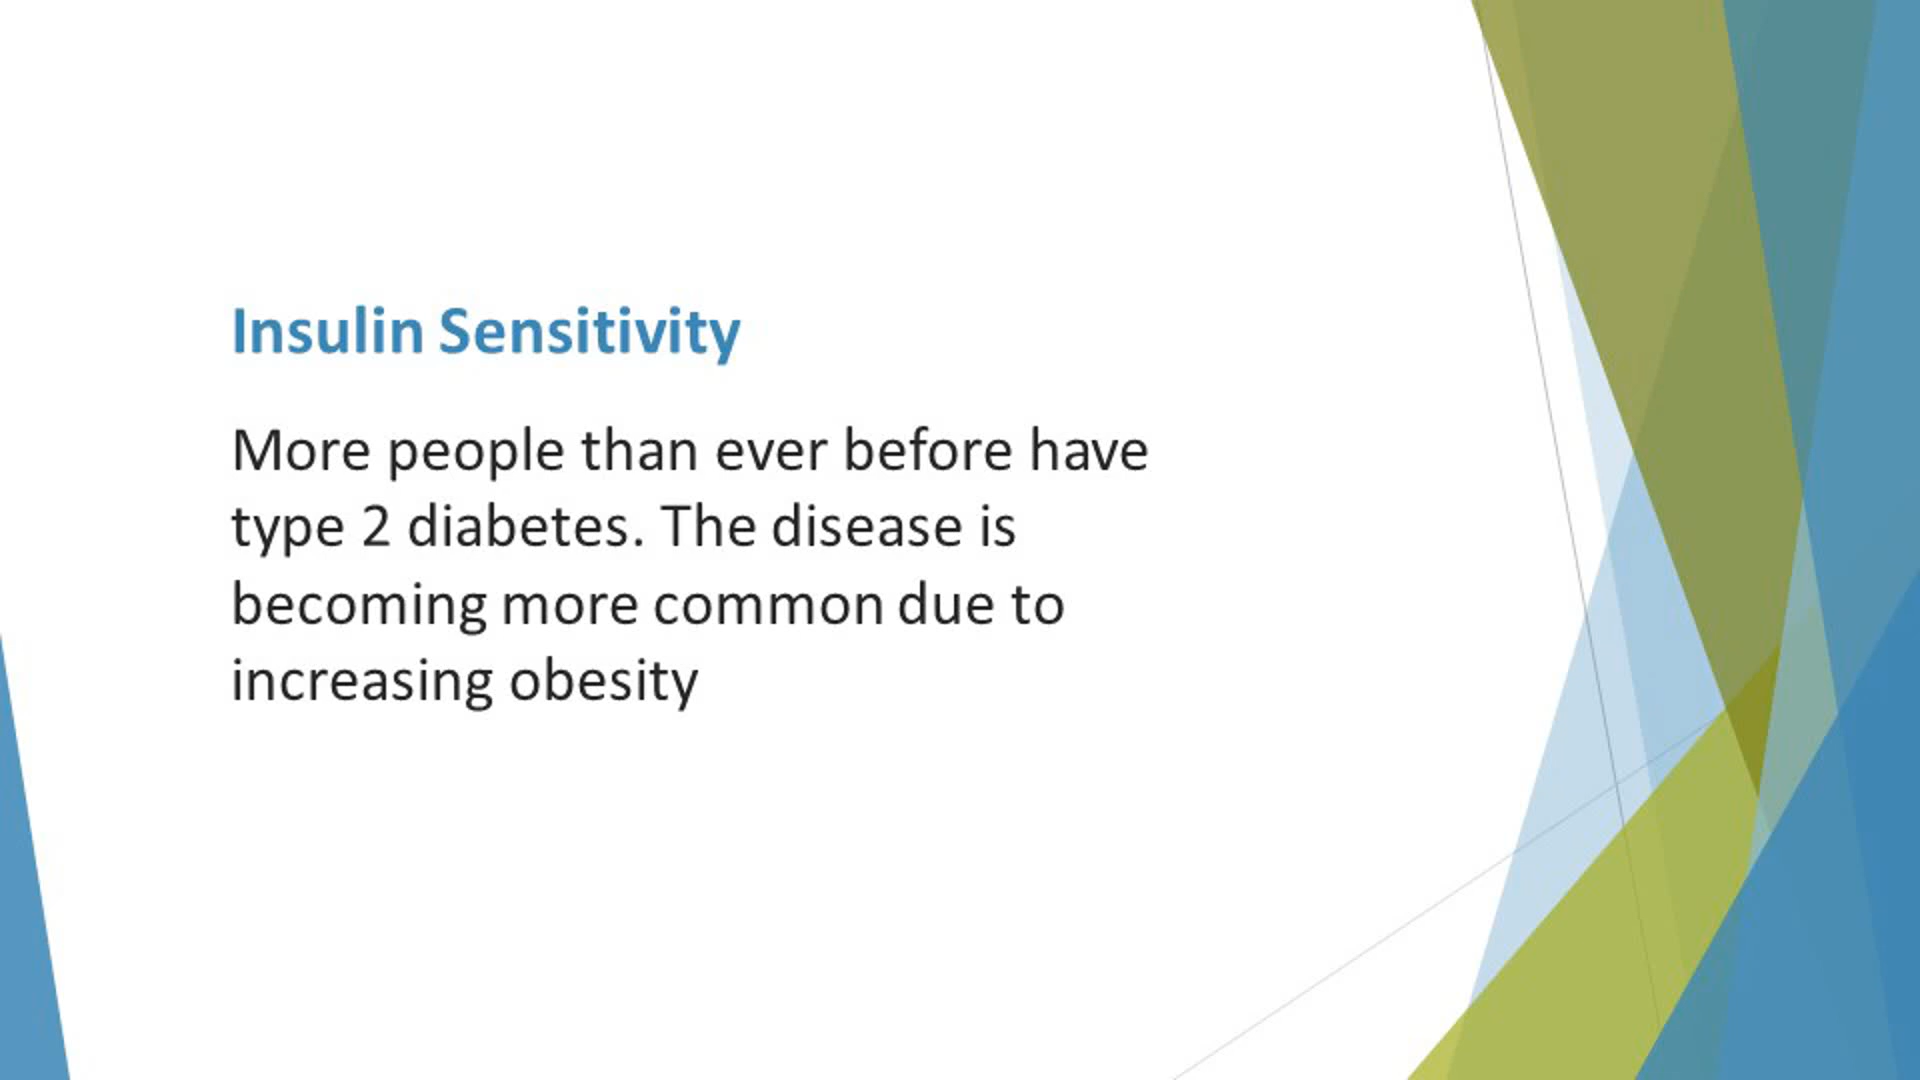 Insulin Sensitivity
More people than ever before have
type 2 diabetes. The disease is
becoming more common due to
increasing obesity